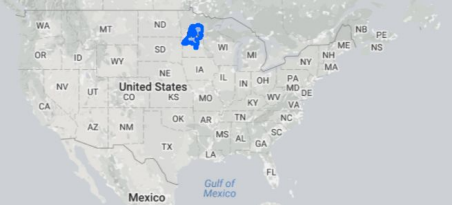 WA
MT
ND
NB
PE
OR
ID
WY
SD
WI
MI
ME
NS
NH
NY
MA
NE
IA
IL
IN
OH
PA
NV
UT
CO
United States
KS
MO
WV
MD
DE
KY
VA
CA
AZ
NM
OK
AR
TN
NC
SC
MS
AL
GA
TX
LA
FL
Gulf of
Mexico
Mexico